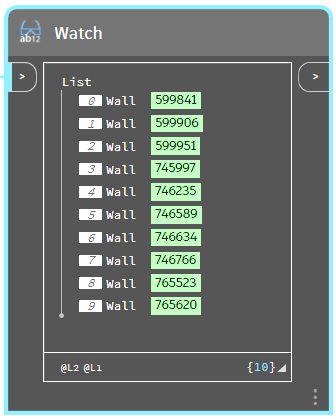 ab12 Watch
> >
List
0 Wall 599841
1 Wall 599906
2 Wall 599951
3 Wall 745997
4 Wall 746235
5 Wall 746589
6 Wall 746634
7 Wall 746766
8 Wall 765523
9 Wall 765620
@L2 @L1 {10}